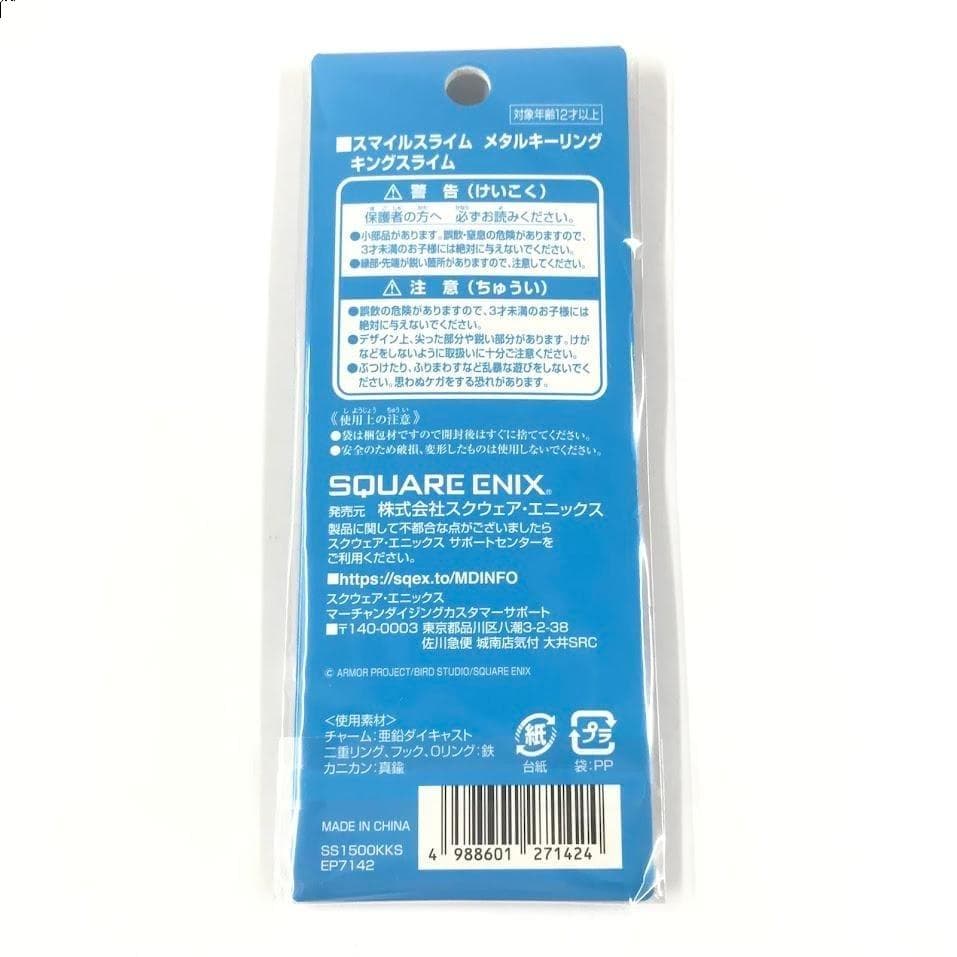 対象年齢12才以上
■スマイルスライム メタルキーリング
キングスライム
⚠ 警 告(けいこく)
保護者の方へ 必ずお読みください。
●小部品があります。誤飲・窒息の危険がありますので、
3才未満のお子様には絶対に与えないでください。
●縁部・先端が鋭い箇所がありますので、注意してください。
⚠ 注 意(ちゅうい)
●誤飲の危険がありますので、3才未満のお子様には
絶対に与えないでください。
●デザイン上、尖った部分や鋭い部分があります。けが
などをしないように取扱いに十分ご注意ください。
●ぶつけたり、ふりまわすなど乱暴な遊びをしないでく
ださい。思わぬケガをする恐れがあります。
《使用上の注意》
●袋は梱包材ですので開封後はすぐに捨ててください。
●安全のため破損、変形したものは使用しないでください。
SQUARE ENIX®
発売元 株式会社スクウェア・エニックス
製品に関して不都合な点がございましたら
スクウェア・エニックス サポートセンターを
ご利用ください。
■https://sqex.to/MDINFO
スクウェア・エニックス
マーチャンダイジングカスタマーサポート
■〒140-0003 東京都品川区八潮3-2-38
佐川急便 城南店気付 大井SRC
© ARMOR PROJECT/BIRD STUDIO/SQUARE ENIX
<使用素材>
チャーム:亜鉛ダイキャスト
二重リング、フック、Oリング:鉄
カニカン:真鍮
紙
台紙
プラ
袋:PP
MADE IN CHINA
SS1500KKS
EP7142
4 988601 271424